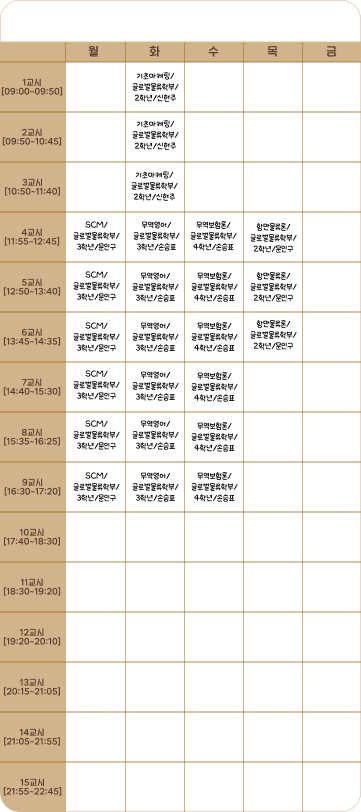 월 화 수 목 금
1교시
[09:00~09:50]
기초마케팅/
글로벌물류학부/
2학년/신현주
2교시
[09:50~10:45]
기초마케팅/
글로벌물류학부/
2학년/신현주
3교시
[10:50~11:40]
기초마케팅/
글로벌물류학부/
2학년/신현주
4교시
[11:55~12:45]
SCM/
글로벌물류학부/
3학년/문인구
무역영어/
글로벌물류학부/
3학년/손승표
무역보험론/
글로벌물류학부/
4학년/손승표
항만물류론/
글로벌물류학부/
2학년/문인구
5교시
[12:50~13:40]
SCM/
글로벌물류학부/
3학년/문인구
무역영어/
글로벌물류학부/
3학년/손승표
무역보험론/
글로벌물류학부/
4학년/손승표
항만물류론/
글로벌물류학부/
2학년/문인구
6교시
[13:45~14:35]
SCM/
글로벌물류학부/
3학년/문인구
무역영어/
글로벌물류학부/
3학년/손승표
무역보험론/
글로벌물류학부/
4학년/손승표
항만물류론/
글로벌물류학부/
2학년/문인구
7교시
[14:40~15:30]
SCM/
글로벌물류학부/
3학년/문인구
무역영어/
글로벌물류학부/
3학년/손승표
무역보험론/
글로벌물류학부/
4학년/손승표
8교시
[15:35~16:25]
SCM/
글로벌물류학부/
3학년/문인구
무역영어/
글로벌물류학부/
3학년/손승표
무역보험론/
글로벌물류학부/
4학년/손승표
9교시
[16:30~17:20]
SCM/
글로벌물류학부/
3학년/문인구
무역영어/
글로벌물류학부/
3학년/손승표
무역보험론/
글로벌물류학부/
4학년/손승표
10교시
[17:40~18:30]
11교시
[18:30~19:20]
12교시
[19:20~20:10]
13교시
[20:15~21:05]
14교시
[21:05~21:55]
15교시
[21:55~22:45]